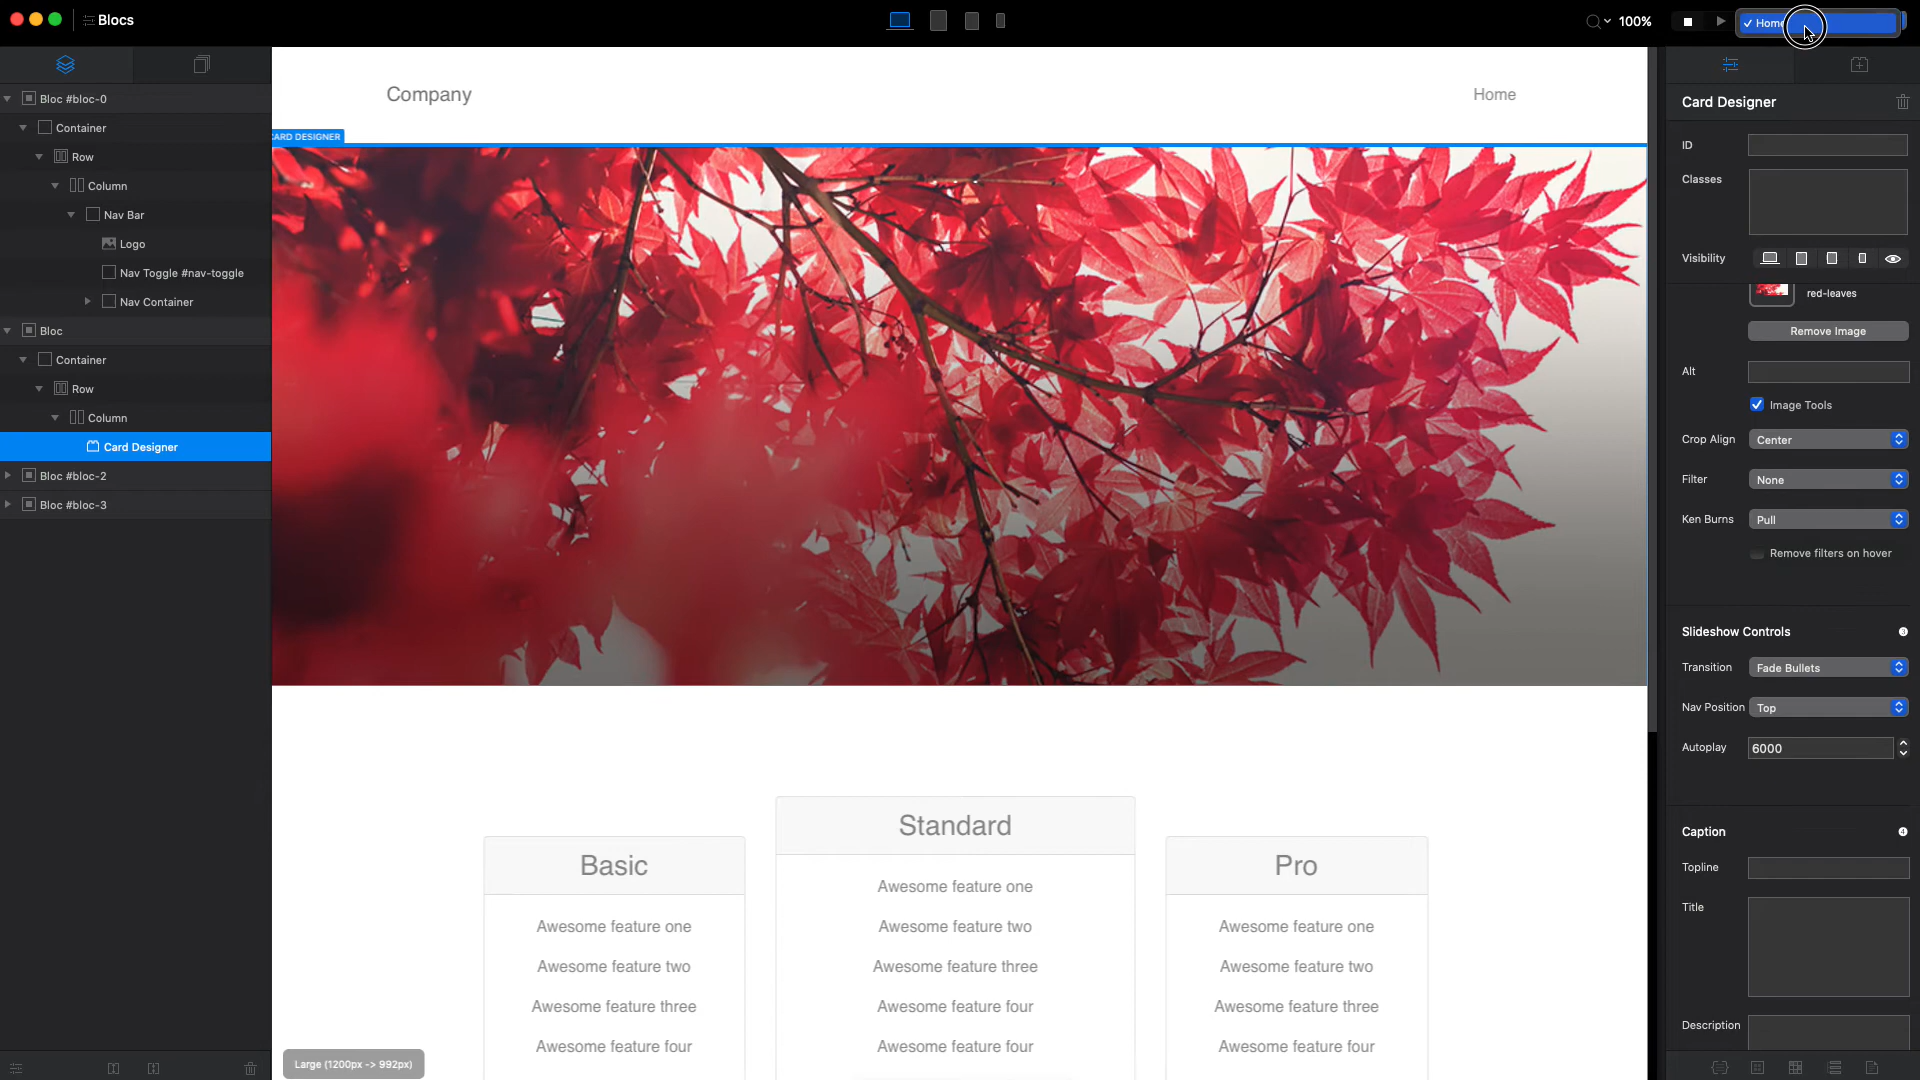 Blocs
100%
✓ Home
Bloc #bloc-0
Container
Row
Column
Nav Bar
Logo
Nav Toggle #nav-toggle
Nav Container
Bloc
Container
Row
Column
Card Designer
Bloc #bloc-2
Bloc #bloc-3
Company
Home
CARD DESIGNER
Basic
Awesome feature one
Awesome feature two
Awesome feature three
Awesome feature four
Standard
Awesome feature one
Awesome feature two
Awesome feature three
Awesome feature four
Awesome feature four
Pro
Awesome feature one
Awesome feature two
Awesome feature three
Awesome feature four
Large (1200px -> 992px)
Card Designer
ID
Classes
Visibility
red-leaves
Remove Image
Alt
Image Tools
Crop Align
Center
Filter
None
Ken Burns
Pull
Remove filters on hover
Slideshow Controls
Transition
Fade Bullets
Nav Position
Top
Autoplay
6000
Caption
Topline
Title
Description